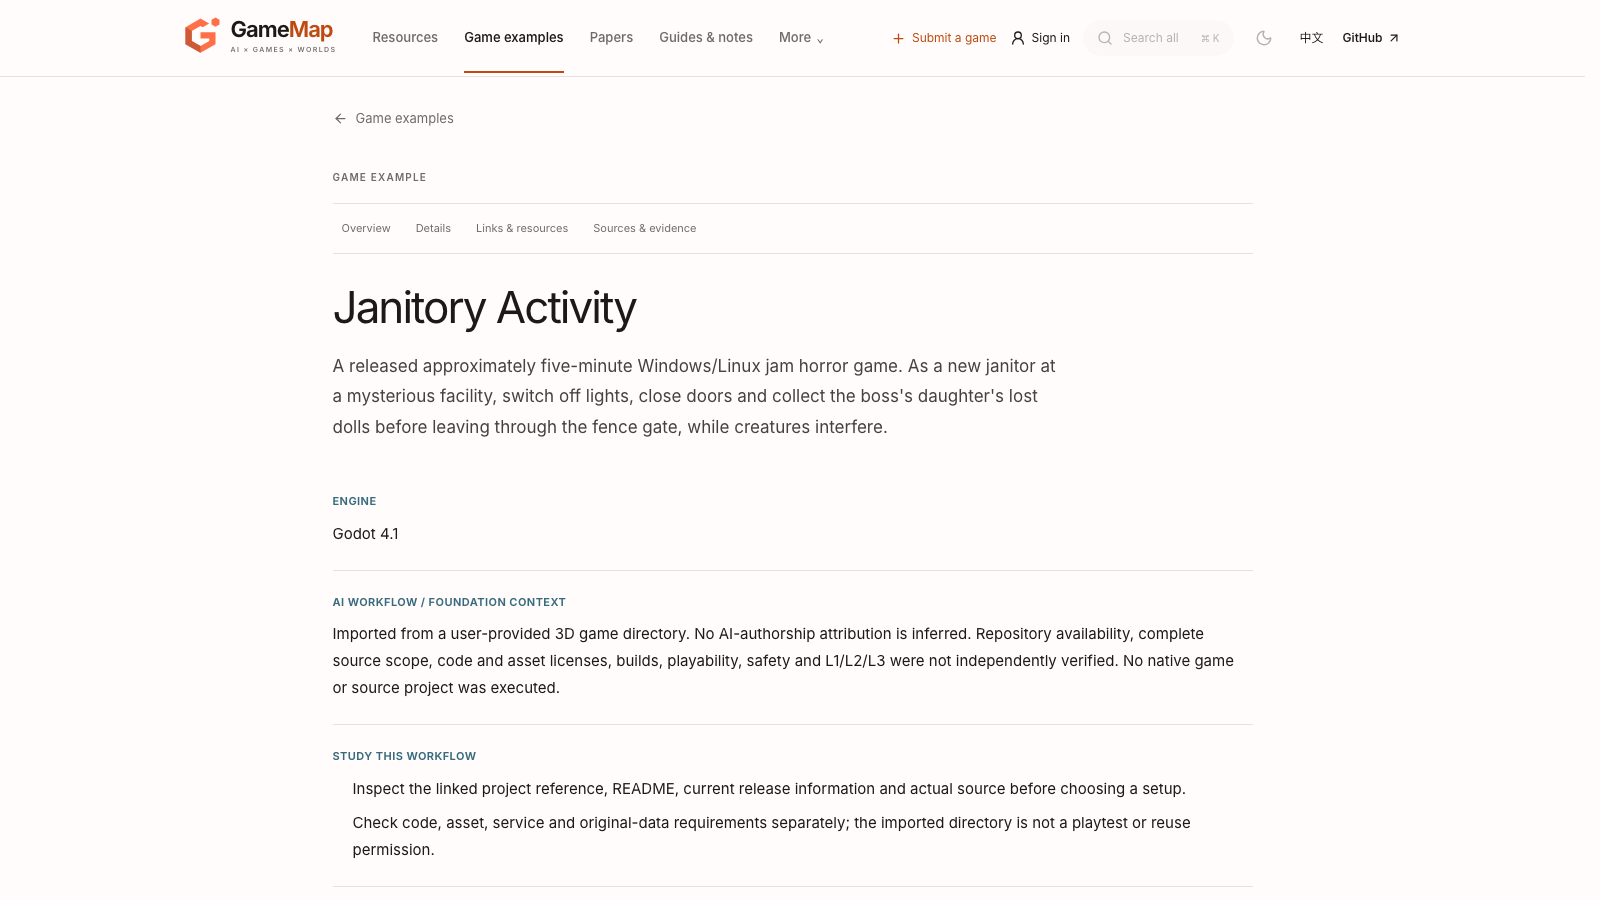 GameMap
AI × GAMES × WORLDS
Resources
Game examples
Papers
Guides & notes
More
Submit a game
Sign in
Search all
⌘ K
中文
GitHub
Game examples
GAME EXAMPLE
Overview
Details
Links & resources
Sources & evidence
Janitory Activity
A released approximately five-minute Windows/Linux jam horror game. As a new janitor at
a mysterious facility, switch off lights, close doors and collect the boss's daughter's lost
dolls before leaving through the fence gate, while creatures interfere.
ENGINE
Godot 4.1
AI WORKFLOW / FOUNDATION CONTEXT
Imported from a user-provided 3D game directory. No AI-authorship attribution is inferred. Repository availability, complete
source scope, code and asset licenses, builds, playability, safety and L1/L2/L3 were not independently verified. No native game
or source project was executed.
STUDY THIS WORKFLOW
Inspect the linked project reference, README, current release information and actual source before choosing a setup.
Check code, asset, service and original-data requirements separately; the imported directory is not a playtest or reuse
permission.